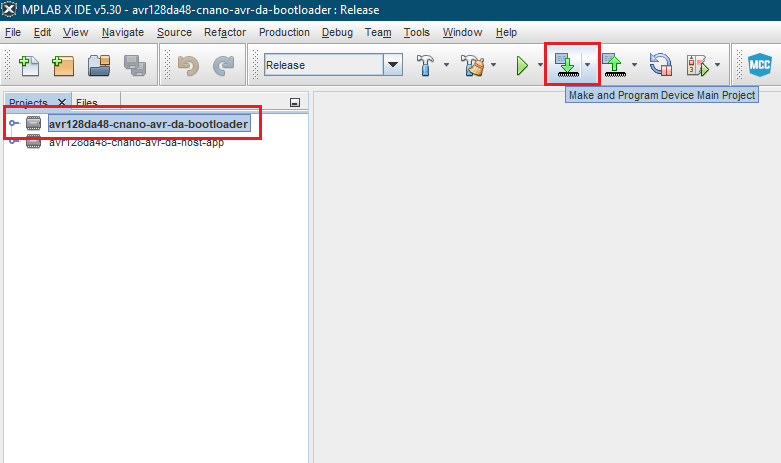 MPLAB X IDE v5.30 - avr128da48-cnano-avr-da-bootloader : Release
File Edit View Navigate Source Refactor Production Debug Team Tools Window Help
Release
MCC
Make and Program Device Main Project
Projects Files
avr128da48-cnano-avr-da-bootloader
avr128da48-cnano-avr-da-host-app